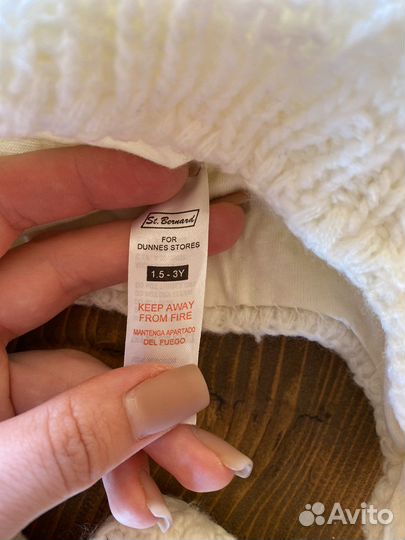 St. Bernard
FOR
DUNNES STORES
1.5 - 3Y
KEEP AWAY
FROM FIRE
MANTENGA APARTADO
DEL FUEGO
Avito